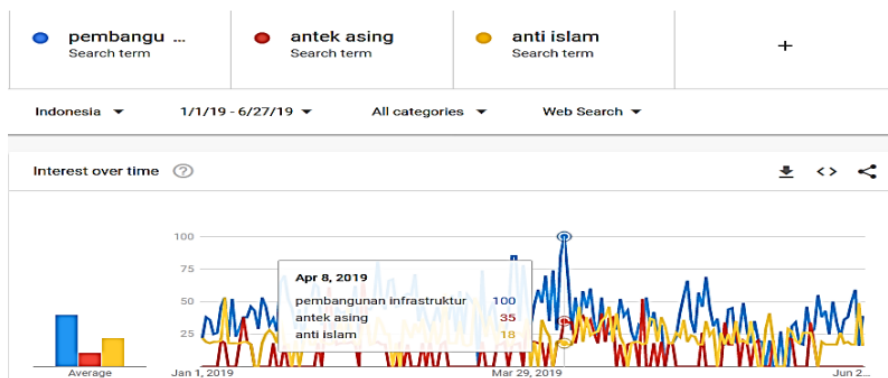 pembangu ...
Search term
antek asing
Search term
anti islam
Search term
+
Indonesia
1/1/19 - 6/27/19
All categories
Web Search
Interest over time
?
<>
100
75
50
25
Apr 8, 2019
pembangunan infrastruktur 100
antek asing 35
anti islam 18
Average
Jan 1, 2019
Mar 29, 2019
Jun 2...